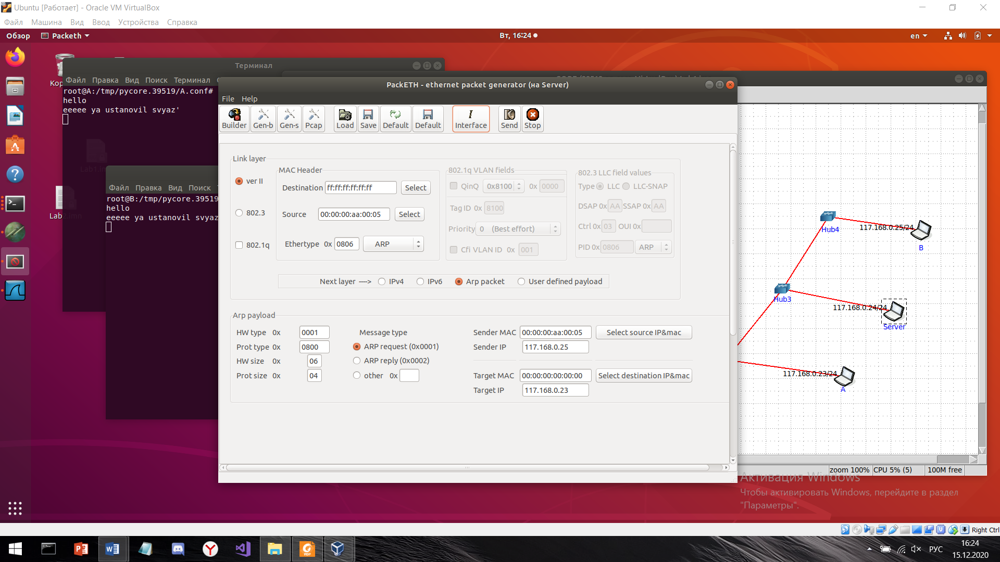 Ubuntu [Работает] - Oracle VM VirtualBox
Файл Машина Вид Ввод Устройства Справка
Обзор Packeth Вт, 16:24 en
Терминал
Файл Правка Вид Поиск Терминал
root@A:/tmp/pycore.39519/A.conf#
hello
eeeee ya ustanovil svyaz'
Файл Правка Вид Поиск
root@B:/tmp/pycore.39519
hello
eeeee ya ustanovil svyaz
PackETH - ethernet packet generator (на Server)
File Help
Builder Gen-b Gen-s Pcap Load Save Default Default Interface Send Stop
Link layer
ver II
802.3
802.1q
MAC Header
Destination ff:ff:ff:ff:ff:ff Select
Source 00:00:00:aa:00:05 Select
Ethertype 0x 0806 ARP
802.1q VLAN fields
QinQ 0x8100 0x 0000
Tag ID 0x 8100
Priority 0 (Best effort)
Cfi VLAN ID 0x 001
802.3 LLC field values
Type LLC LLC-SNAP
DSAP 0x AA SSAP 0x AA
Ctrl 0x 03 OUI 0x
PID 0x 0806 ARP
Next layer ----> IPv4 IPv6 Arp packet User defined payload
Arp payload
HW type 0x 0001
Prot type 0x 0800
HW size 0x 06
Prot size 0x 04
Message type
ARP request (0x0001)
ARP reply (0x0002)
other 0x
Sender MAC 00:00:00:aa:00:05 Select source IP&mac
Sender IP 117.168.0.25
Target MAC 00:00:00:00:00:00 Select destination IP&mac
Target IP 117.168.0.23
Hub4
117.168.0.25/24
B
Hub3
117.168.0.24/24
Server
117.168.0.23/24
A
zoom 100% CPU 5% (5) 100M free
Активация Windows
Чтобы активировать Windows, перейдите в раздел
"Параметры".
Right Ctrl
РУС
16:24
15.12.2020